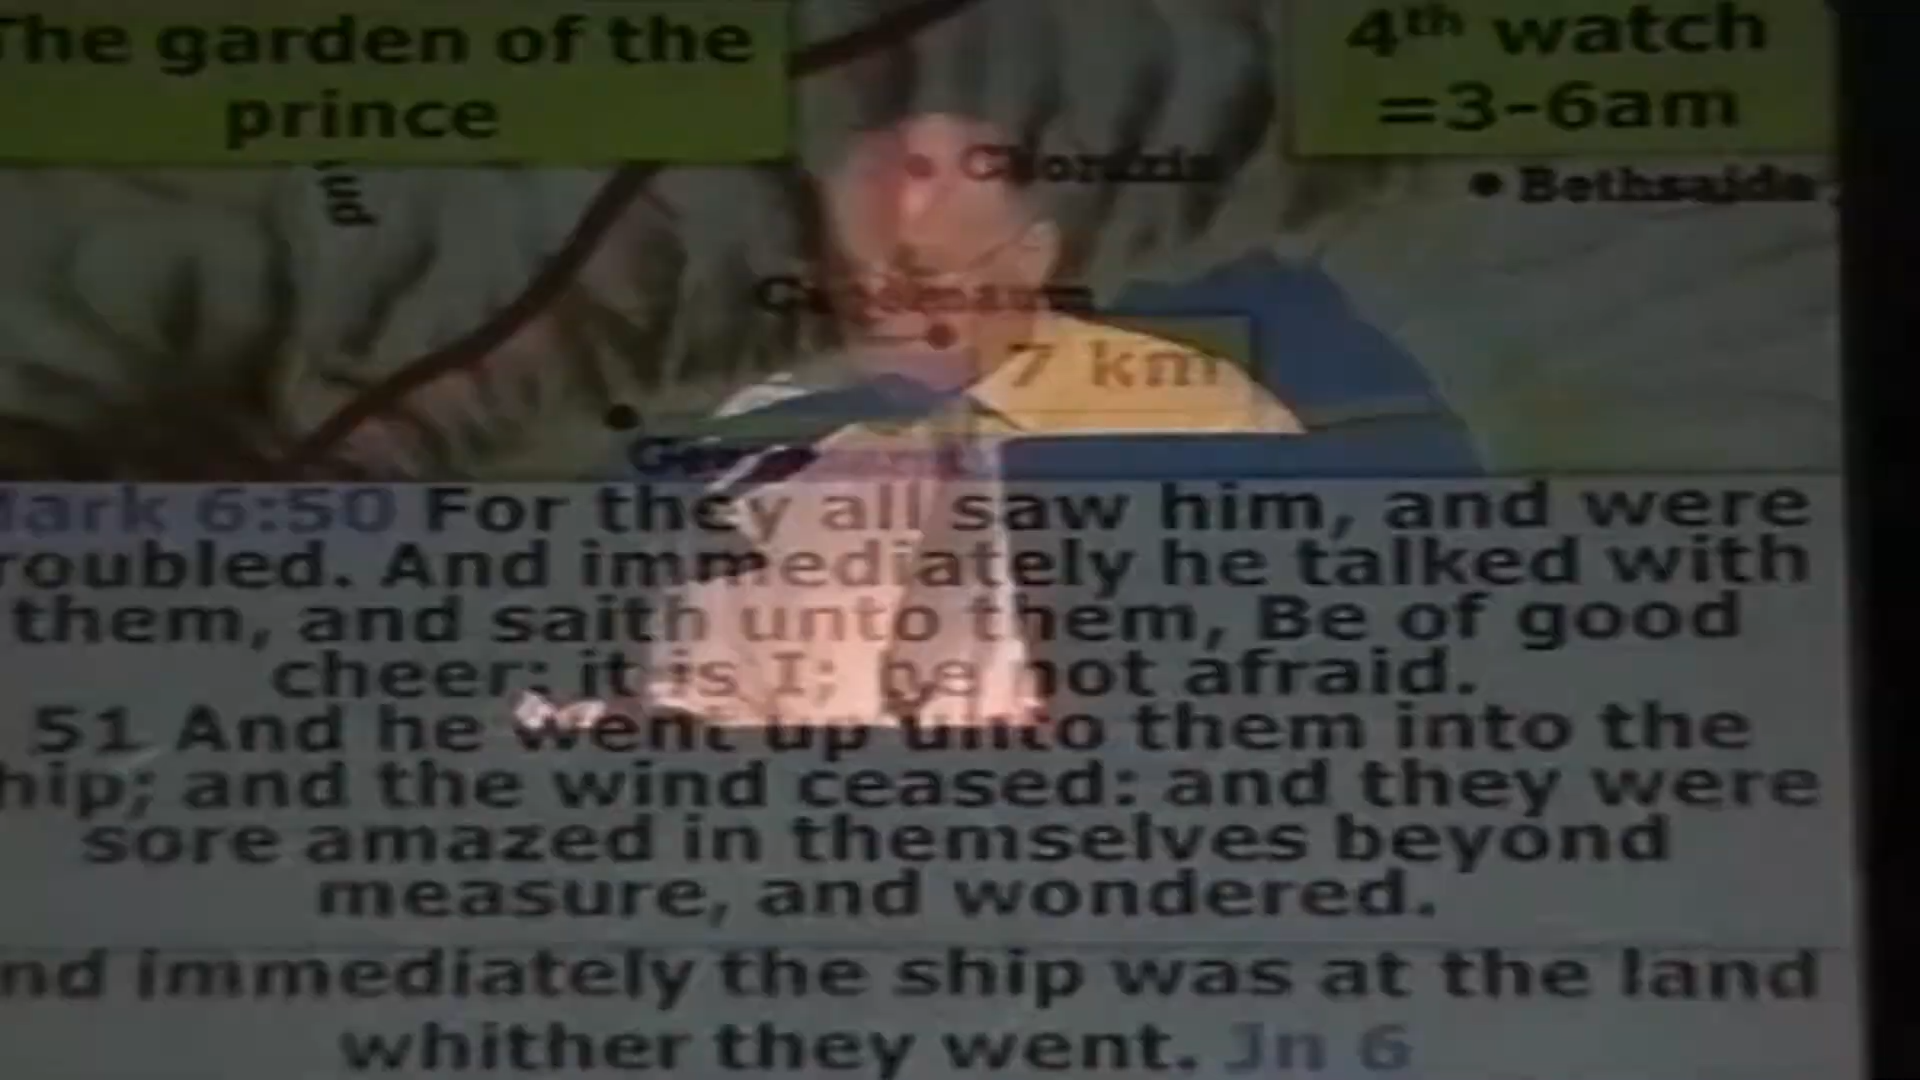 The garden of the
prince
4th watch
=3-6am
Chorazin
Bethsaida
Capernaum
7 km
Mark 6:50 For they all saw him, and were
troubled. And immediately he talked with
them, and saith unto them, Be of good
cheer: it is I; be not afraid.
51 And he went up unto them into the
hip; and the wind ceased: and they were
sore amazed in themselves beyond
measure, and wondered.
nd immediately the ship was at the land
whither they went. Jn 6